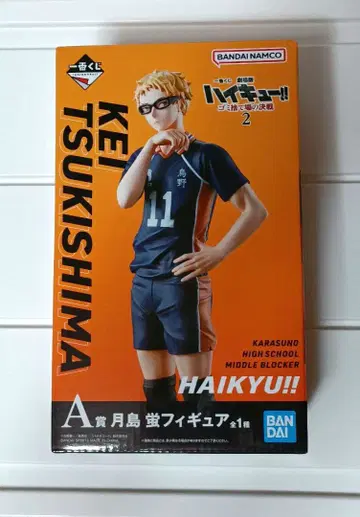 一番くじ
BANDAI NAMCO
一番くじ 劇場版
ハイキュー!!
ゴミ捨て場の決戦
2
KEI
TSUKISHIMA
烏野
11
KARASUNO
HIGH SCHOOL
MIDDLE BLOCKER
HAIKYU!!
A賞 月島 蛍フィギュア 全1種
BAN
DAI